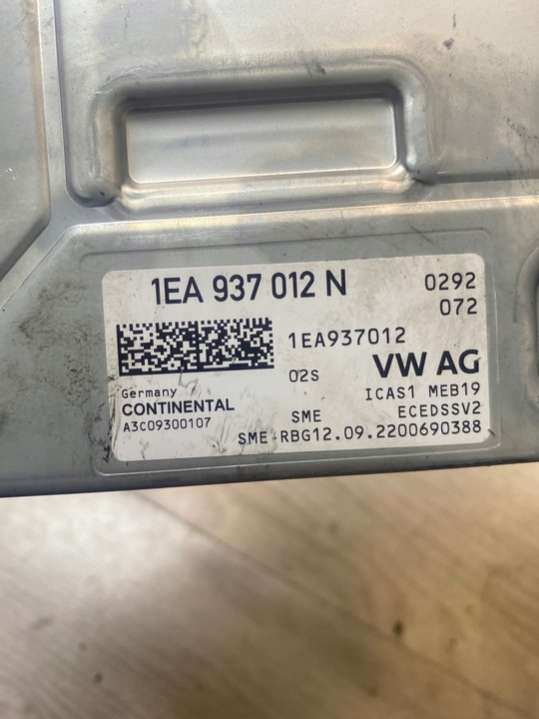 1EA 937 012 N
0292
072
1EA937012
02S
VW AG
Germany
CONTINENTAL
A3C09300107
ICAS1 MEB19
SME
ECEDSSV2
SME-RBG12.09.2200690388